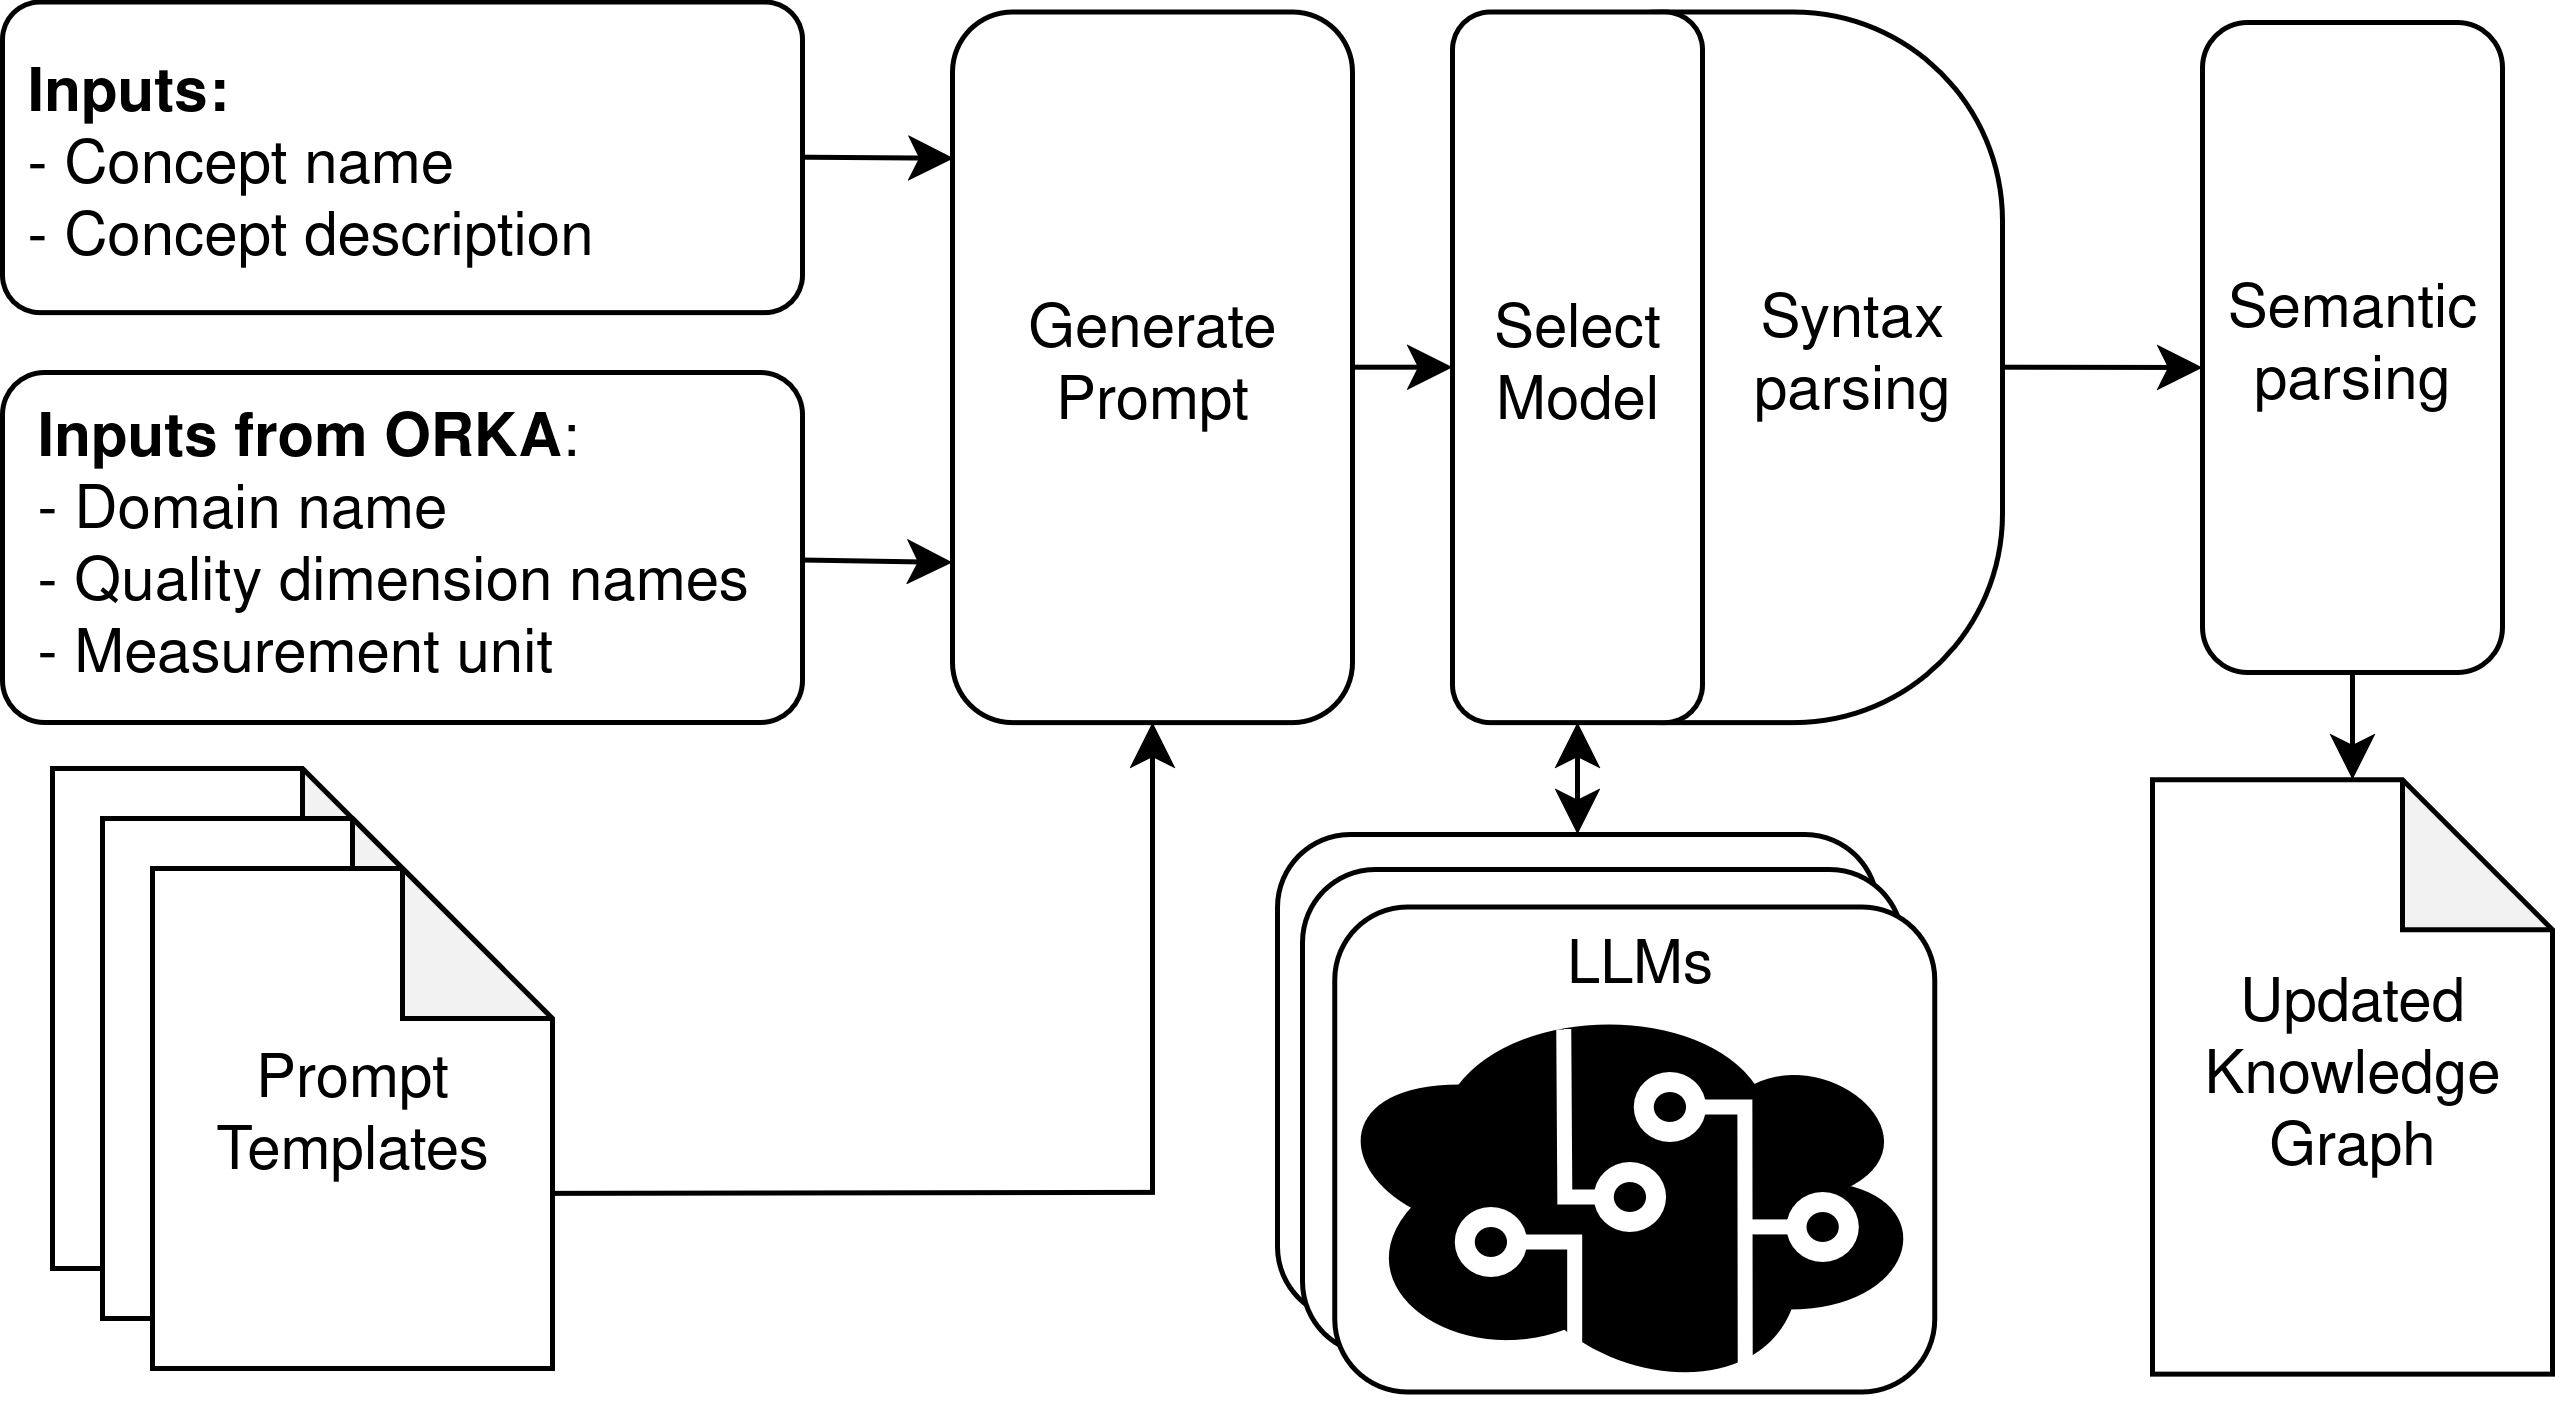 Inputs:
- Concept name
- Concept description
Inputs from ORKA:
- Domain name
- Quality dimension names
- Measurement unit
Prompt
Templates
Generate
Prompt
Select
Model
Syntax
parsing
LLMs
Semantic
parsing
Updated
Knowledge
Graph